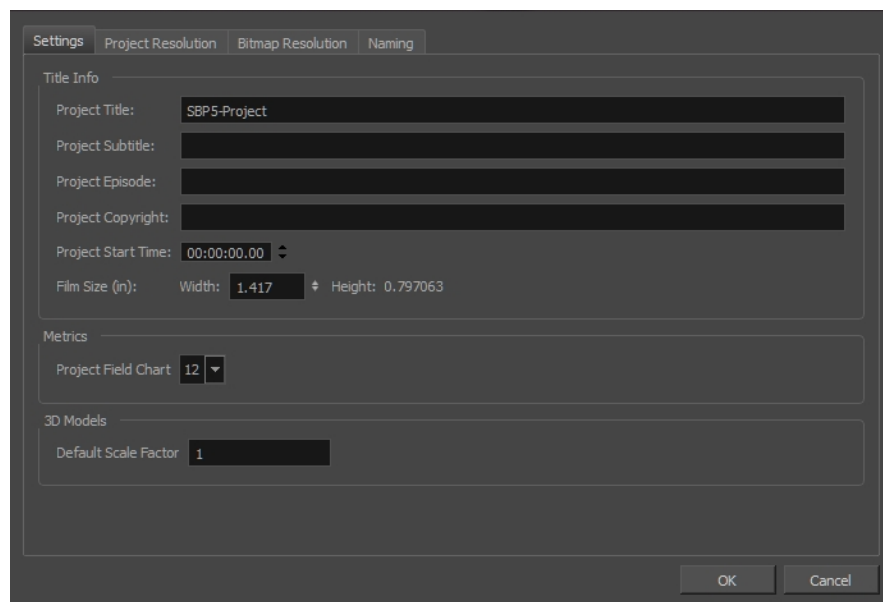 Settings Project Resolution Bitmap Resolution Naming
Title Info
Project Title: SBP5-Project
Project Subtitle:
Project Episode:
Project Copyright:
Project Start Time: 00:00:00.00
Film Size (in): Width: 1.417 Height: 0.797063
Metrics
Project Field Chart 12
3D Models
Default Scale Factor 1
OK Cancel